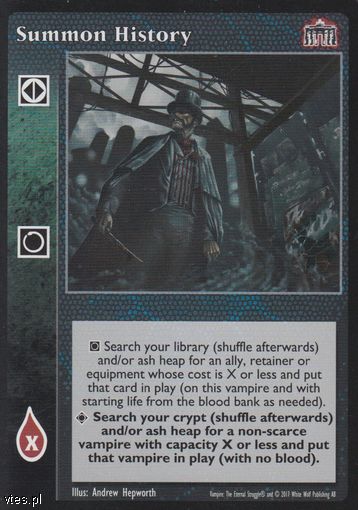 Summon History
Search your library (shuffle afterwards)
and/or ash heap for an ally, retainer or
equipment whose cost is X or less and put
that card in play (on this vampire and with
starting life from the blood bank as needed).
Search your crypt (shuffle afterwards)
and/or ash heap for a non-scarce
vampire with capacity X or less and put
that vampire in play (with no blood).
X
Illus: Andrew Hepworth
Vampire: The Eternal Struggle® and © 2017 White Wolf Publishing AB
vtes.pl